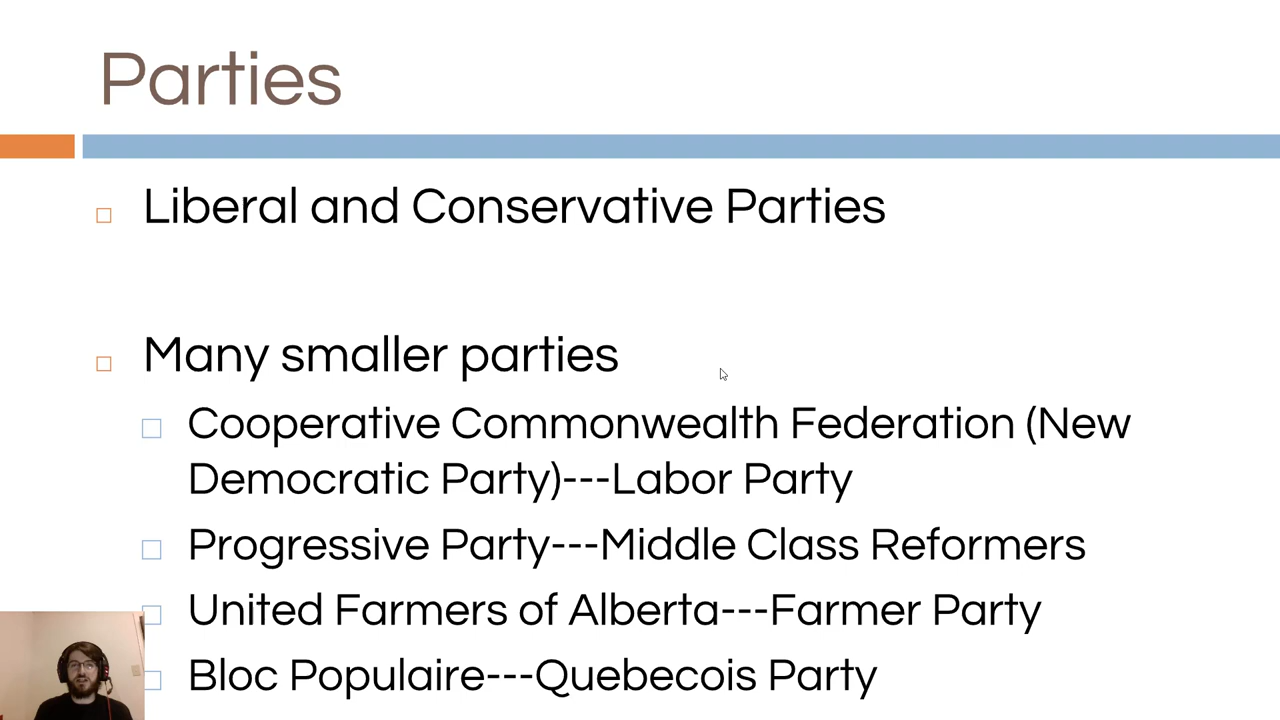 Parties
Liberal and Conservative Parties
Many smaller parties
Cooperative Commonwealth Federation (New
Democratic Party)---Labor Party
Progressive Party---Middle Class Reformers
United Farmers of Alberta---Farmer Party
Bloc Populaire---Quebecois Party